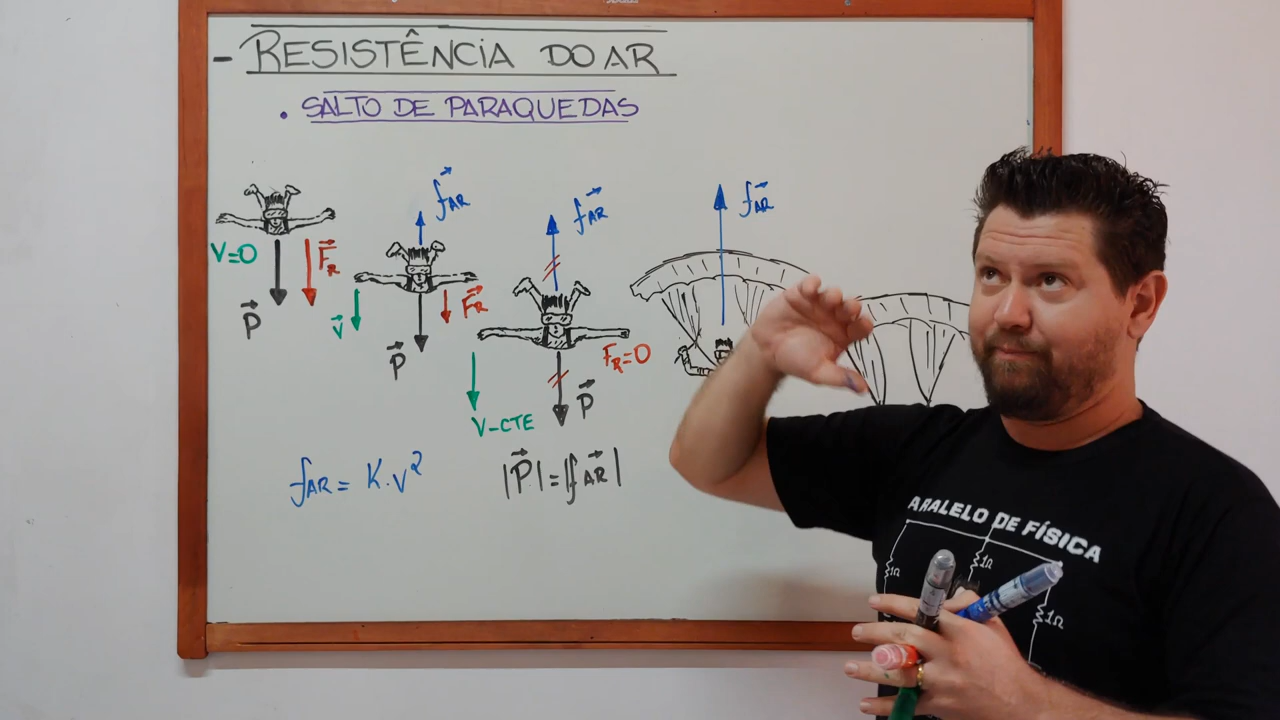 - RESISTÊNCIA DO AR
• SALTO DE PARAQUEDAS
V=0
F⃗R
P⃗
f⃗AR
V⃗
F⃗R
P⃗
f⃗AR
FR=0
V-CTE
P⃗
f⃗AR
fAR = K.V²
|P⃗|=|f⃗AR|
ARALELO DE FÍSICA
1Ω
1Ω
1Ω